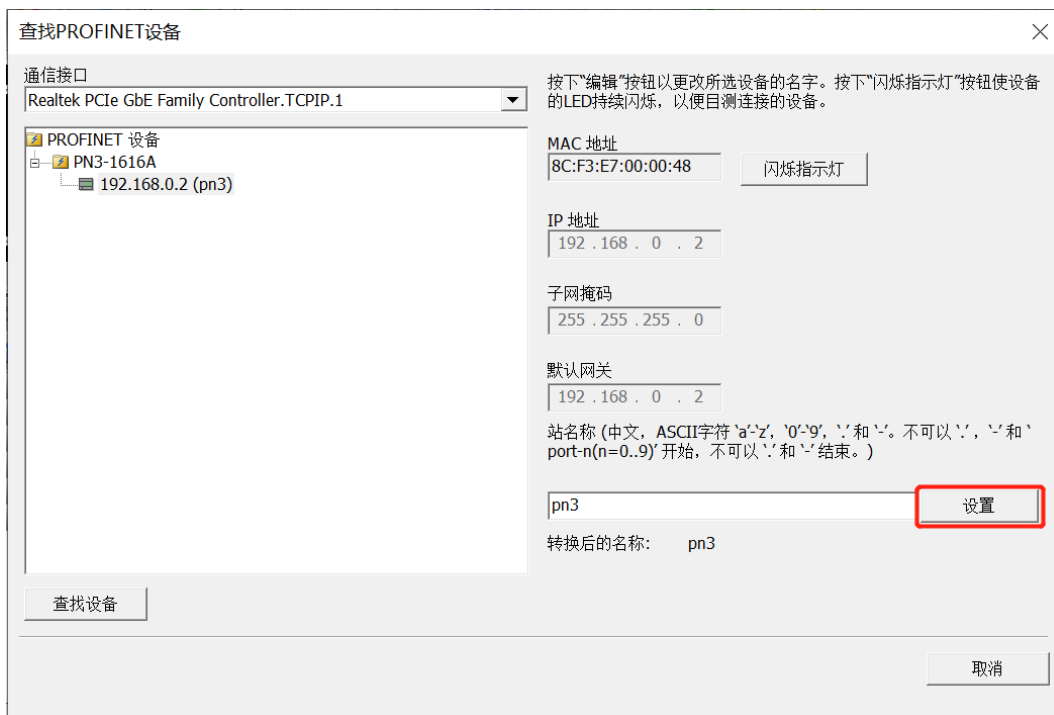 查找PROFINET设备
通信接口
Realtek PCIe GbE Family Controller.TCPIP.1
PROFINET 设备
PN3-1616A
192.168.0.2 (pn3)
查找设备
按下“编辑”按钮以更改所选设备的名字。按下“闪烁指示灯”按钮使设备
的LED持续闪烁，以便目测连接的设备。
MAC 地址
8C:F3:E7:00:00:48
闪烁指示灯
IP 地址
192 . 168 . 0 . 2
子网掩码
255 . 255 . 255 . 0
默认网关
192 . 168 . 0 . 2
站名称 (中文，ASCII字符 `a'-`z', `0'-`9', `.' 和 `-'。不可以 `.' , `-' 和 `
port-n(n=0..9)' 开始，不可以 `.' 和 `-' 结束。)
pn3
设置
转换后的名称: pn3
取消